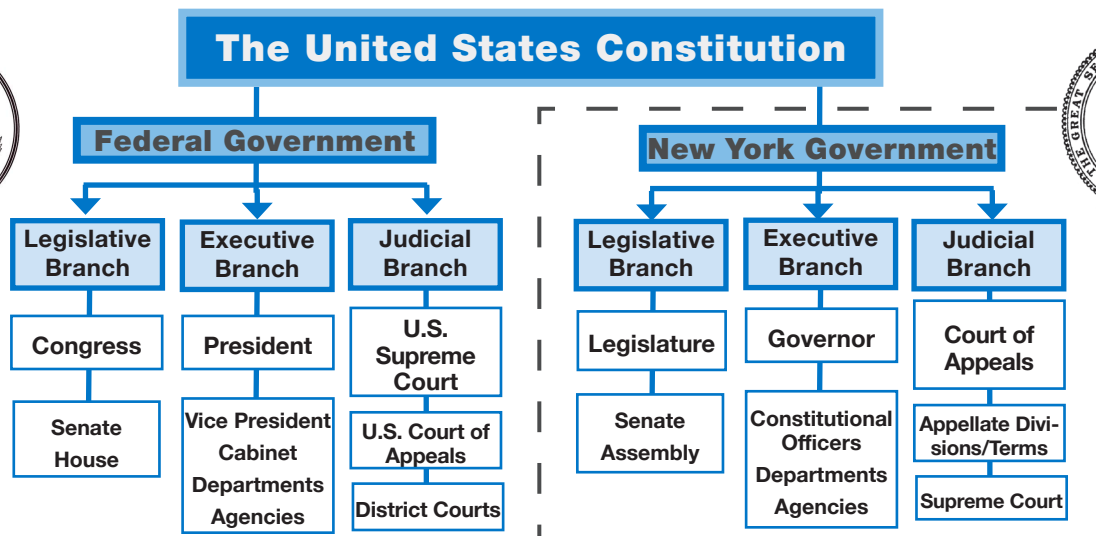 The United States Constitution
Federal Government
Legislative
Branch
Congress
Senate
House
Executive
Branch
President
Vice President
Cabinet
Departments
Agencies
Judicial
Branch
U.S.
Supreme
Court
U.S. Court of
Appeals
District Courts
New York Government
Legislative
Branch
Legislature
Senate
Assembly
Executive
Branch
Governor
Constitutional
Officers
Departments
Agencies
Judicial
Branch
Court of
Appeals
Appellate Divi-
sions/Terms
Supreme Court
THE GREAT